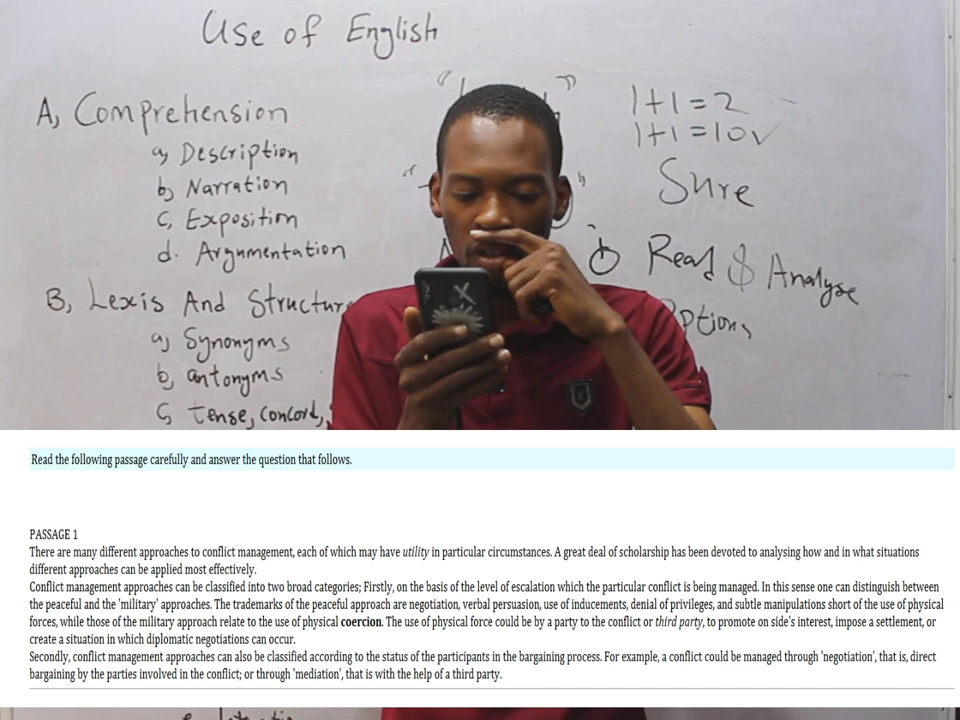 Use of English
A, Comprehension
a, Description
b, Narration
c, Exposition
d. Argumentation
B, Lexis And Structure
a, Synonyms
b, antonyms
c, Tense, Concord,
1+1=2
1+1=10
Sure
Read & Analyse
Options
Read the following passage carefully and answer the question that follows.
PASSAGE 1
There are many different approaches to conflict management, each of which may have utility in particular circumstances. A great deal of scholarship has been devoted to analysing how and in what situations
different approaches can be applied most effectively.
Conflict management approaches can be classified into two broad categories; Firstly, on the basis of the level of escalation which the particular conflict is being managed. In this sense one can distinguish between
the peaceful and the 'military' approaches. The trademarks of the peaceful approach are negotiation, verbal persuasion, use of inducements, denial of privileges, and subtle manipulations short of the use of physical
forces, while those of the military approach relate to the use of physical coercion. The use of physical force could be by a party to the conflict or third party, to promote on side's interest, impose a settlement, or
create a situation in which diplomatic negotiations can occur.
Secondly, conflict management approaches can also be classified according to the status of the participants in the bargaining process. For example, a conflict could be managed through 'negotiation', that is, direct
bargaining by the parties involved in the conflict; or through 'mediation', that is with the help of a third party.